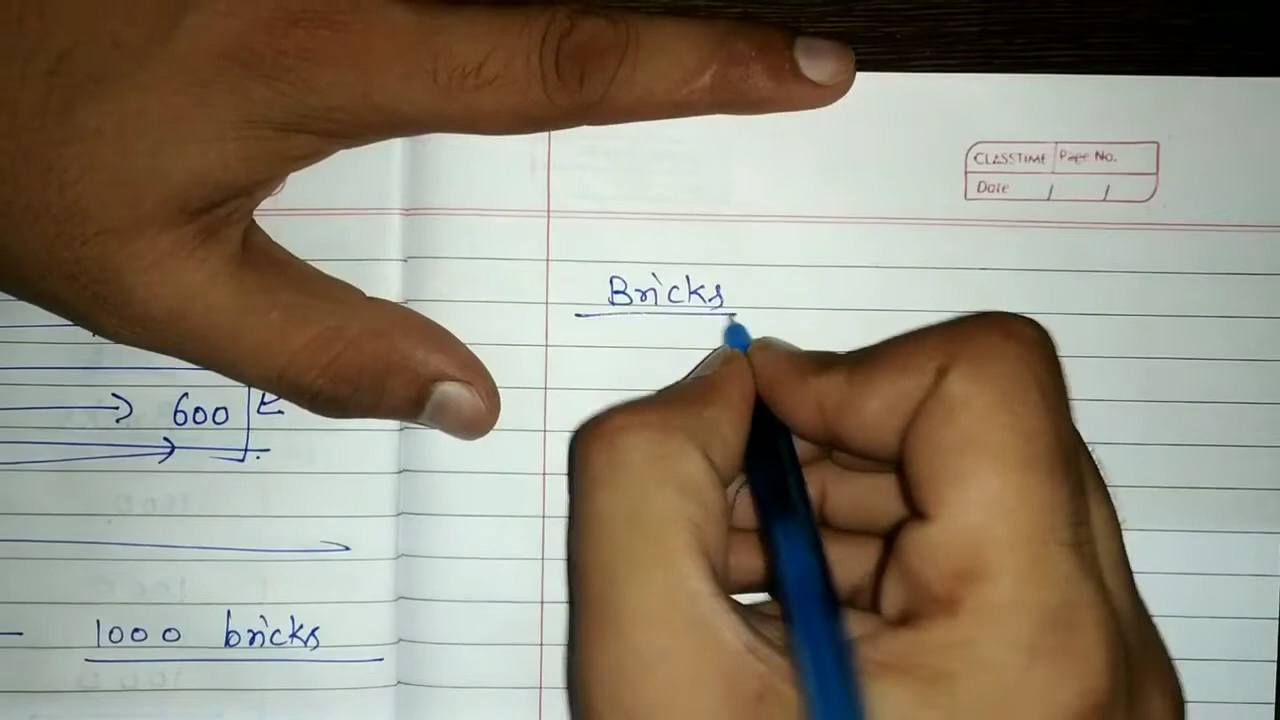 CLASSTIME Page No.
Date / /
Bricks
600
1000 bricks